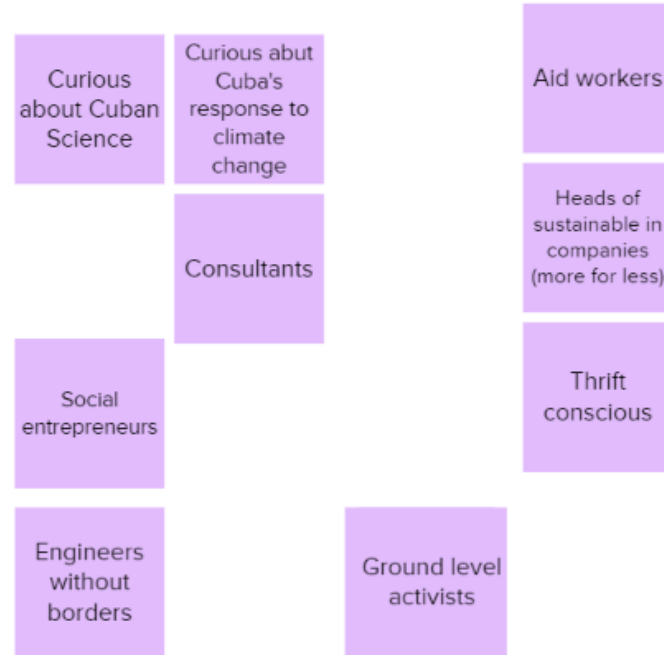 Curious
about Cuban
Science
Curious abut
Cuba's
response to
climate
change
Aid workers
Consultants
Heads of
sustainable in
companies
(more for less)
Social
entrepreneurs
Thrift
conscious
Engineers
without
borders
Ground level
activists